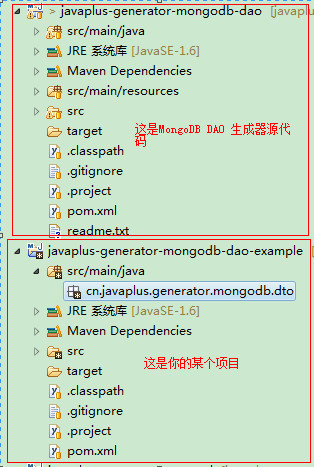 > javaplus-generator-mongodb-dao [javap
src/main/java
JRE 系统库 [JavaSE-1.6]
Maven Dependencies
src/main/resources
src
target
这是MongoDB DAO 生成器源代
码
.classpath
.gitignore
.project
pom.xml
readme.txt
javaplus-generator-mongodb-dao-example
src/main/java
cn.javaplus.generator.mongodb.dto
JRE 系统库 [JavaSE-1.6]
Maven Dependencies
src
target
这是你的某个项目
.classpath
.gitignore
.project
pom.xml